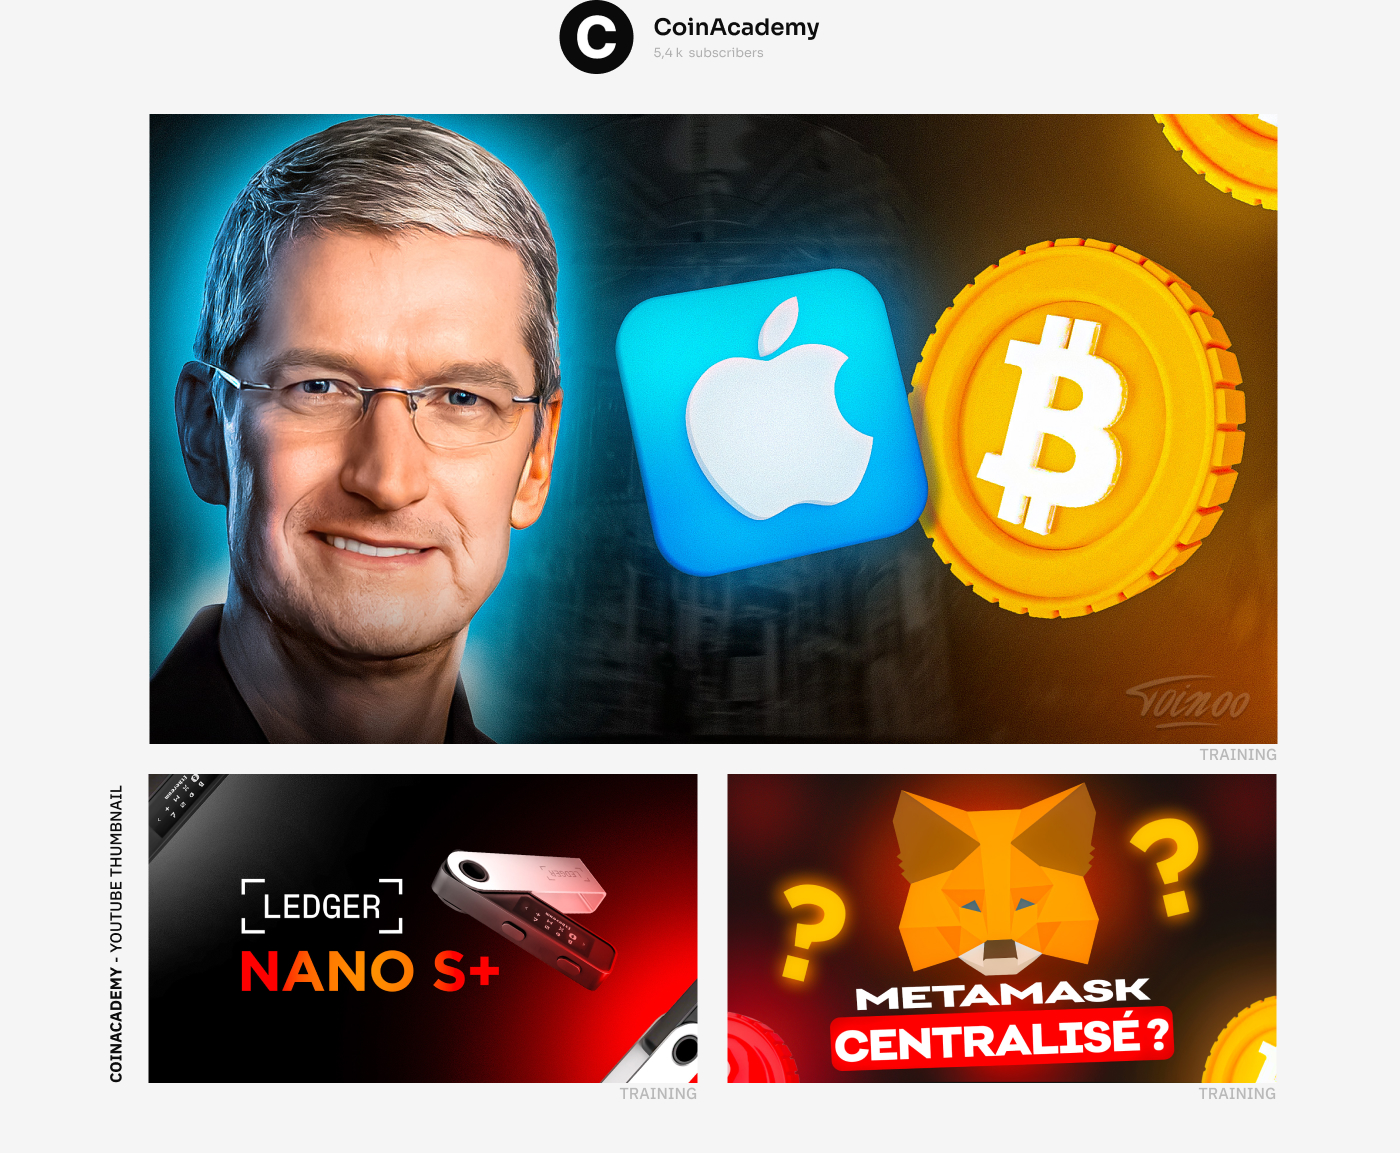 C
CoinAcademy
5,4 k subscribers
Toinoo
TRAINING
COINACADEMY - YOUTUBE THUMBNAIL
LEDGER
NANO S+
TRAINING
?
?
METAMASK
CENTRALISÉ ?
TRAINING